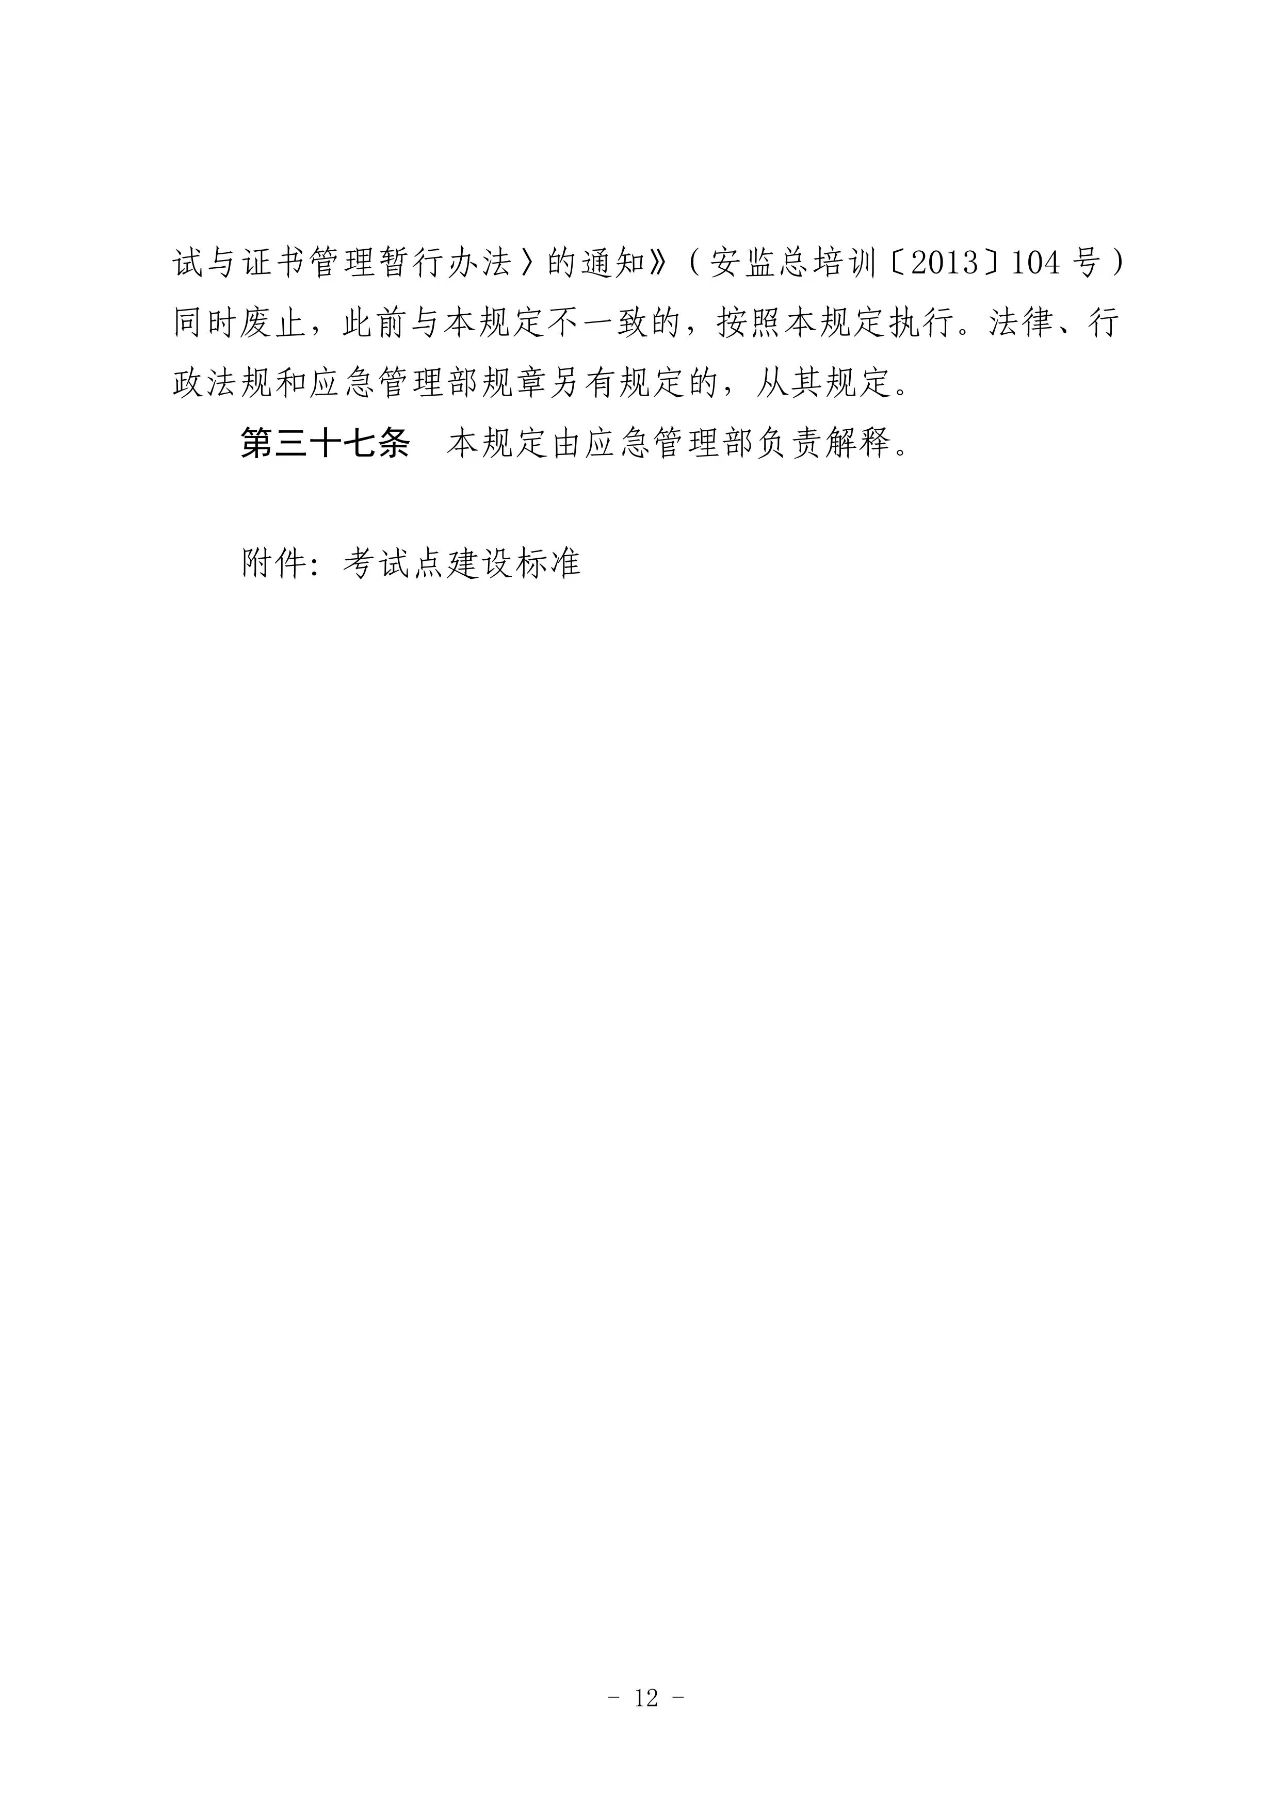 试与证书管理暂行办法〉的通知》（安监总培训〔2013〕104 号）
同时废止，此前与本规定不一致的，按照本规定执行。法律、行
政法规和应急管理部规章另有规定的，从其规定。
第三十七条　本规定由应急管理部负责解释。
附件：考试点建设标准
- 12 -